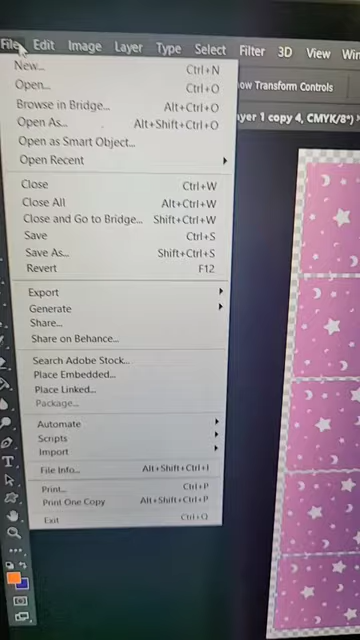 File Edit Image Layer Type Select Filter 3D View Win
New... Ctrl+N
Open... Ctrl+O
Browse in Bridge... Alt+Ctrl+O
Open As... Alt+Shift+Ctrl+O
Open as Smart Object...
Open Recent
Close Ctrl+W
Close All Alt+Ctrl+W
Close and Go to Bridge... Shift+Ctrl+W
Save Ctrl+S
Save As... Shift+Ctrl+S
Revert F12
Export
Generate
Share...
Share on Behance...
Search Adobe Stock...
Place Embedded...
Place Linked...
Package...
Automate
Scripts
Import
File Info... Alt+Shift+Ctrl+I
Print... Ctrl+P
Print One Copy Alt+Shift+Ctrl+P
Exit Ctrl+Q
ow Transform Controls
ayer 1 copy 4, CMYK/8*)